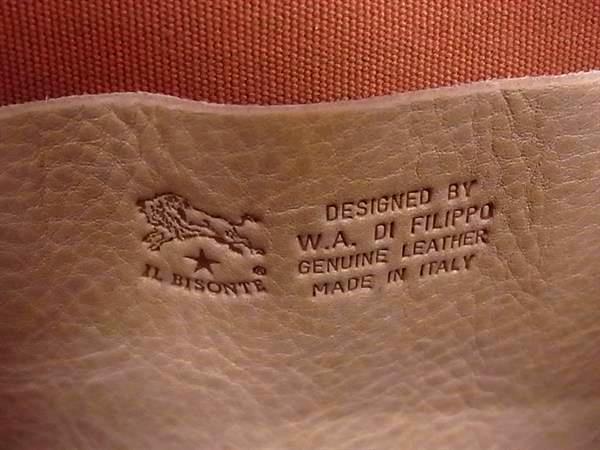 IL BISONTE®
DESIGNED BY
W.A. DI FILIPPO
GENUINE LEATHER
MADE IN ITALY